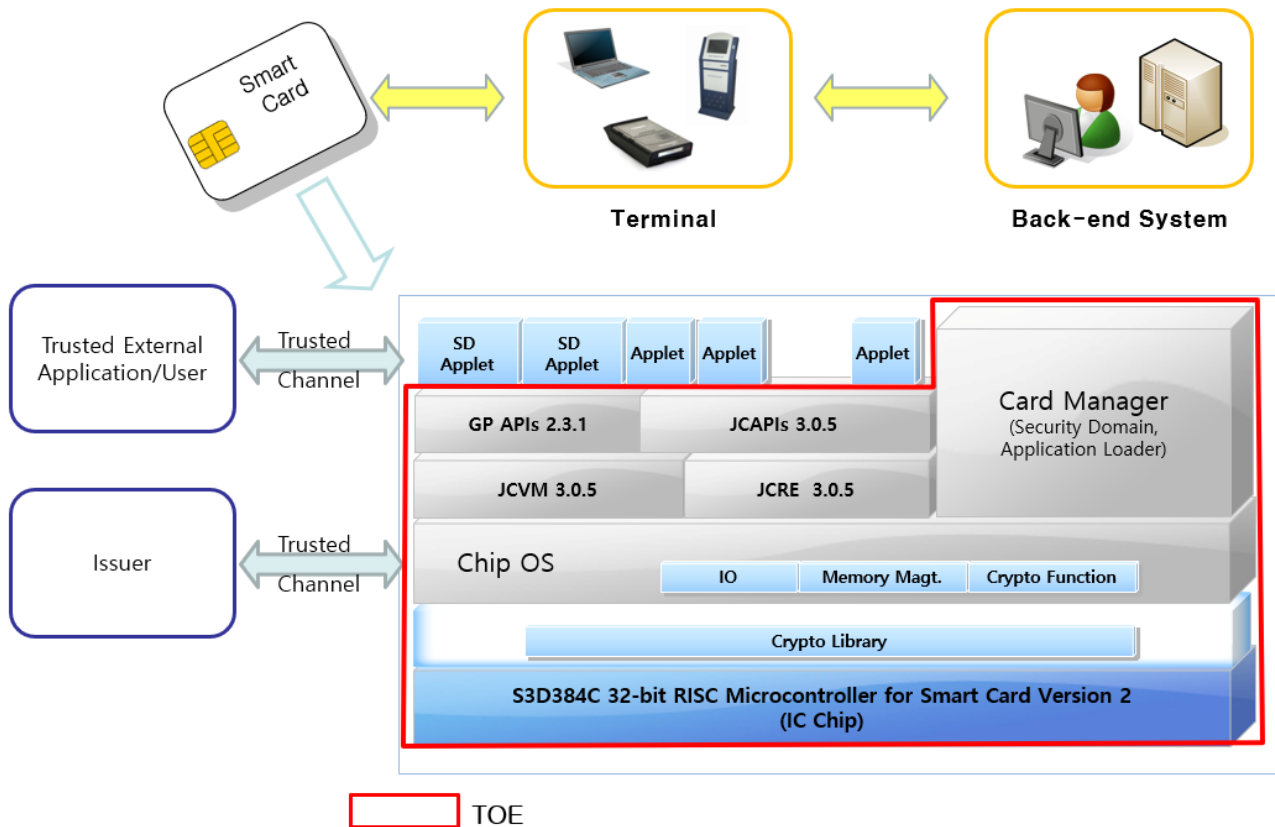 Smart
Card
Terminal
Back-end System
Trusted External
Application/User
Trusted
Channel
SD
Applet
SD
Applet
Applet
Applet
Applet
Card Manager
(Security Domain,
Application Loader)
GP APIs 2.3.1
JCAPIs 3.0.5
JCVM 3.0.5
JCRE 3.0.5
Issuer
Trusted
Channel
Chip OS
IO
Memory Magt.
Crypto Function
Crypto Library
S3D384C 32-bit RISC Microcontroller for Smart Card Version 2
(IC Chip)
TOE